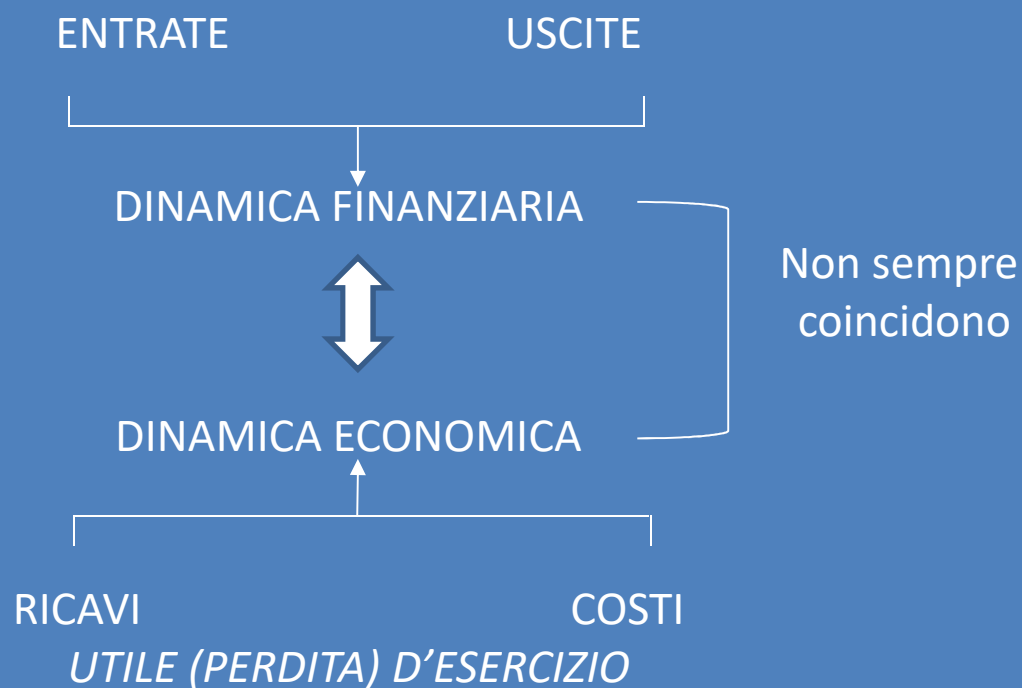 ENTRATE USCITE
DINAMICA FINANZIARIA
Non sempre
coincidono
DINAMICA ECONOMICA
RICAVI COSTI
UTILE (PERDITA) D’ESERCIZIO